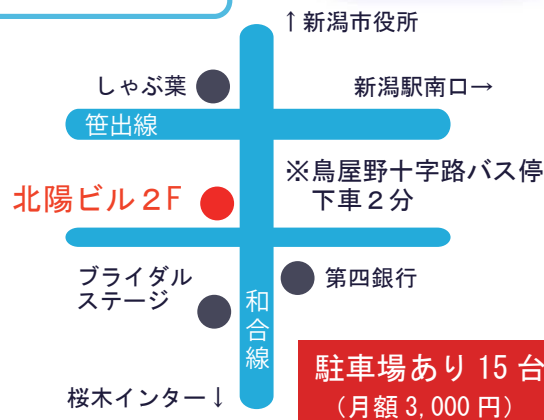 ↑新潟市役所
しゃぶ葉
新潟駅南口→
笹出線
※鳥屋野十字路バス停
下車２分
北陽ビル２F
ブライダル
ステージ
第四銀行
和合線
桜木インター↓
駐車場あり 15 台
（月額 3,000 円）